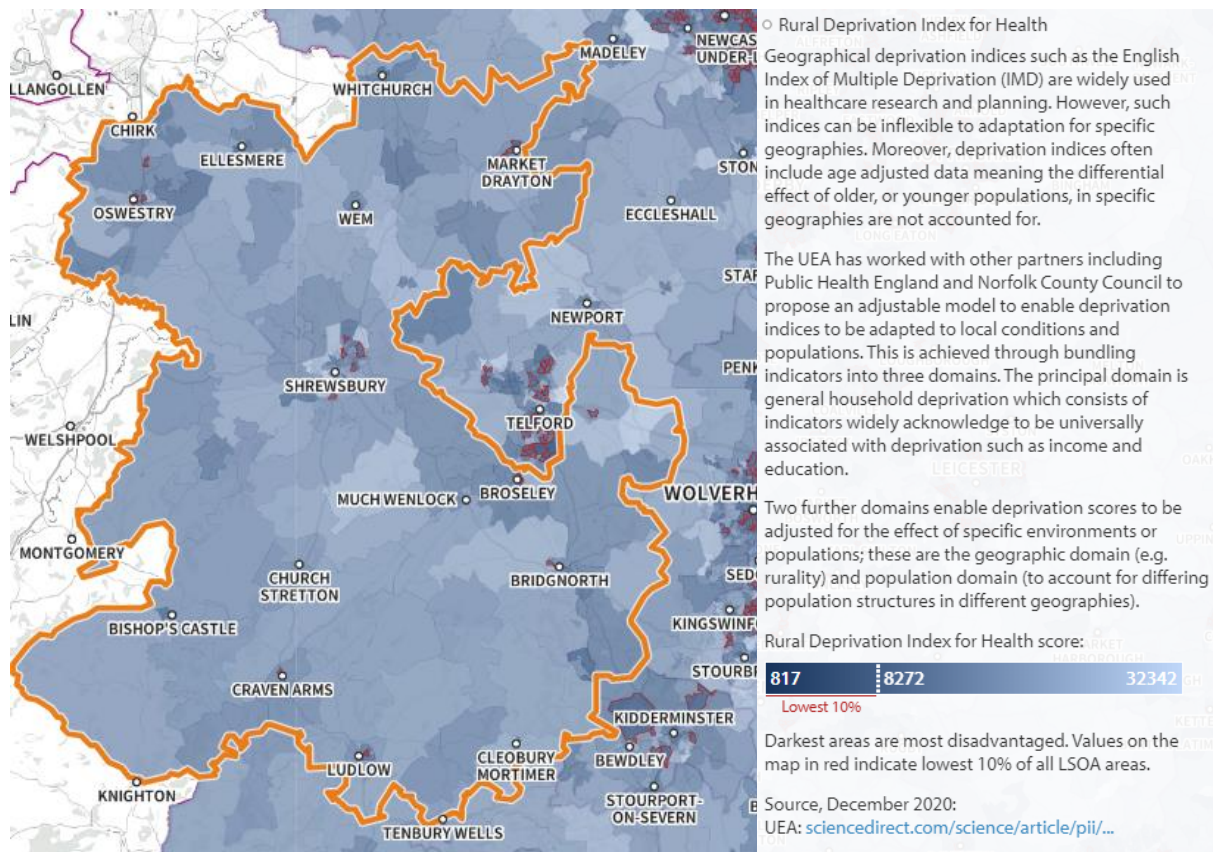 MADELEY
NEWCAS
UNDER-L
LLANGOLLEN
WHITCHURCH
CHIRK
ELLESMERE
MARKET
DRAYTON
STON
OSWESTRY
WEM
ECCLESHALL
STAF
LIN
NEWPORT
SHREWSBURY
PENK
TELFORD
WELSHPOOL
MUCH WENLOCK
BROSELEY
WOLVERH
MONTGOMERY
CHURCH
STRETTON
BRIDGNORTH
SED
BISHOP'S CASTLE
KINGSWINF
STOURBR
CRAVEN ARMS
KIDDERMINSTER
CLEOBURY
MORTIMER
BEWDLEY
LUDLOW
KNIGHTON
STOURPORT-
ON-SEVERN
TENBURY WELLS
Rural Deprivation Index for Health
Geographical deprivation indices such as the English
Index of Multiple Deprivation (IMD) are widely used
in healthcare research and planning. However, such
indices can be inflexible to adaptation for specific
geographies. Moreover, deprivation indices often
include age adjusted data meaning the differential
effect of older, or younger populations, in specific
geographies are not accounted for.
The UEA has worked with other partners including
Public Health England and Norfolk County Council to
propose an adjustable model to enable deprivation
indices to be adapted to local conditions and
populations. This is achieved through bundling
indicators into three domains. The principal domain is
general household deprivation which consists of
indicators widely acknowledge to be universally
associated with deprivation such as income and
education.
LEICESTER
Two further domains enable deprivation scores to be
adjusted for the effect of specific environments or
populations; these are the geographic domain (e.g.
rurality) and population domain (to account for differing
population structures in different geographies).
Rural Deprivation Index for Health score:
817 8272 32342
Lowest 10%
Darkest areas are most disadvantaged. Values on the
map in red indicate lowest 10% of all LSOA areas.
Source, December 2020:
UEA: sciencedirect.com/science/article/pii/...